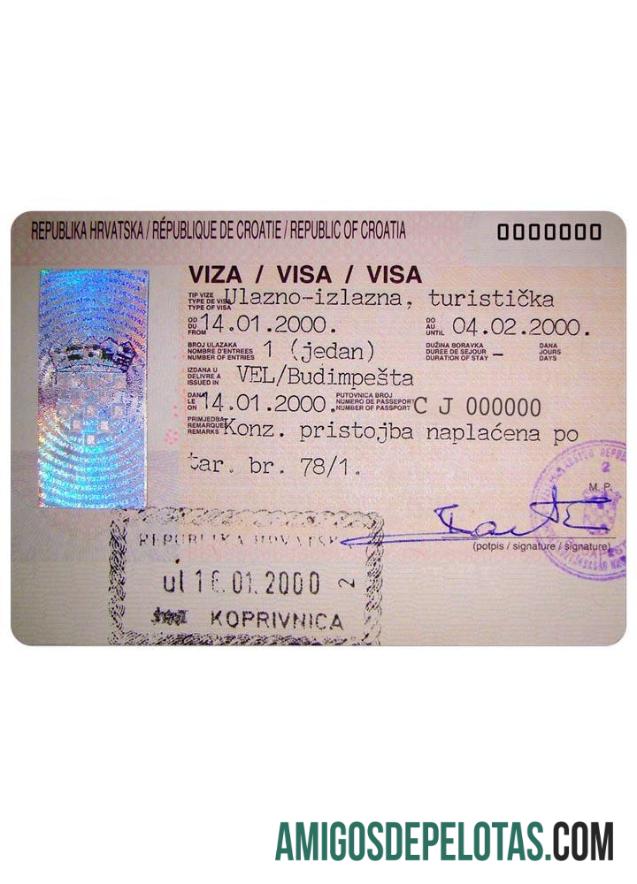 REPUBLIKA HRVATSKA / RÉPUBLIQUE DE CROATIE / REPUBLIC OF CROATIA 0000000
VIZA / VISA / VISA
TIP VIZE
TYPE DE VISA
TYPE OF VISA
Ulazno-izlazna, turistička
OD
DU
FROM
14.01.2000.
DO
AU
UNTIL
04.02.2000.
BROJ ULAZAKA
NOMBRE D'ENTREES
NUMBER OF ENTRIES
1 (jedan)
DUŽINA BORAVKA
DUREE DE SEJOUR
DURATION OF STAY
–
DANA
JOURS
DAYS
IZDANA U
DELIVRE A
ISSUED IN
VEL/Budimpešta
DANA
LE
ON
14.01.2000.
PUTOVNICA BROJ
NUMERO DE PASSEPORT
NUMBER OF PASSPORT
C J 000000
PRIMJEDBA
REMARQUES
REMARKS
Konz. pristojba naplaćena po
tar. br. 78/1.
2
M. P.
(potpis / signature / signature)
REPUBLIKA HRVATSKA
ul 16.01.2000 2
KOPRIVNICA
AMIGOSDEPELOTAS.COM